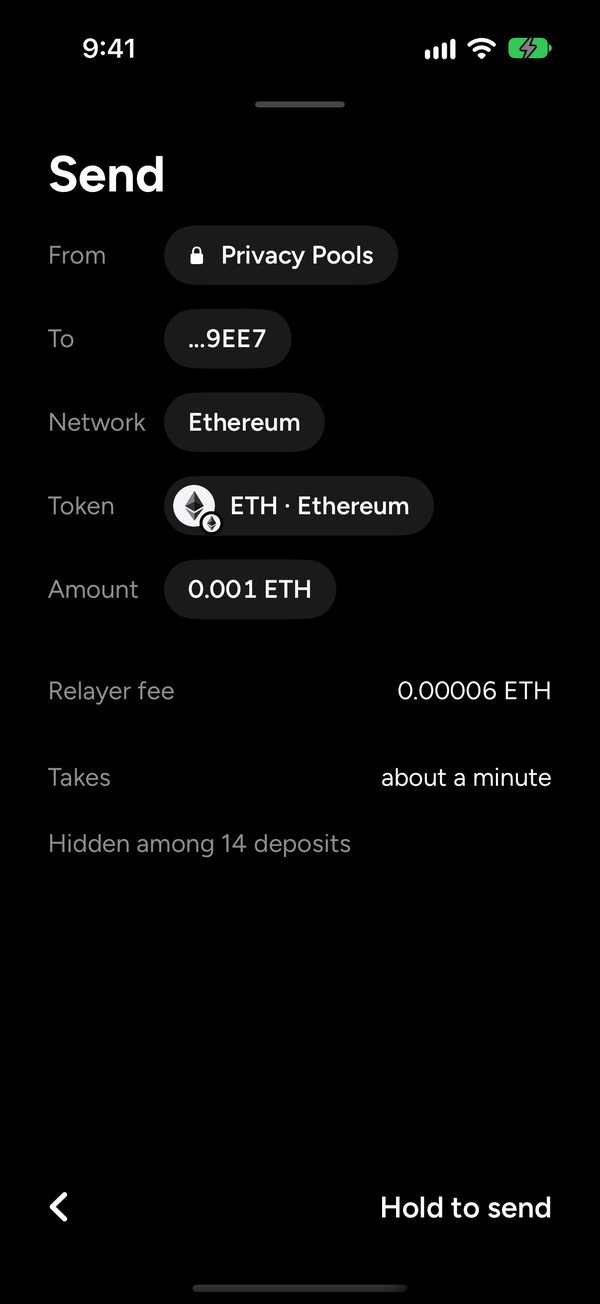 9:41
Send
From Privacy Pools
To ...9EE7
Network Ethereum
Token ETH · Ethereum
Amount 0.001 ETH
Relayer fee 0.00006 ETH
Takes about a minute
Hidden among 14 deposits
Hold to send